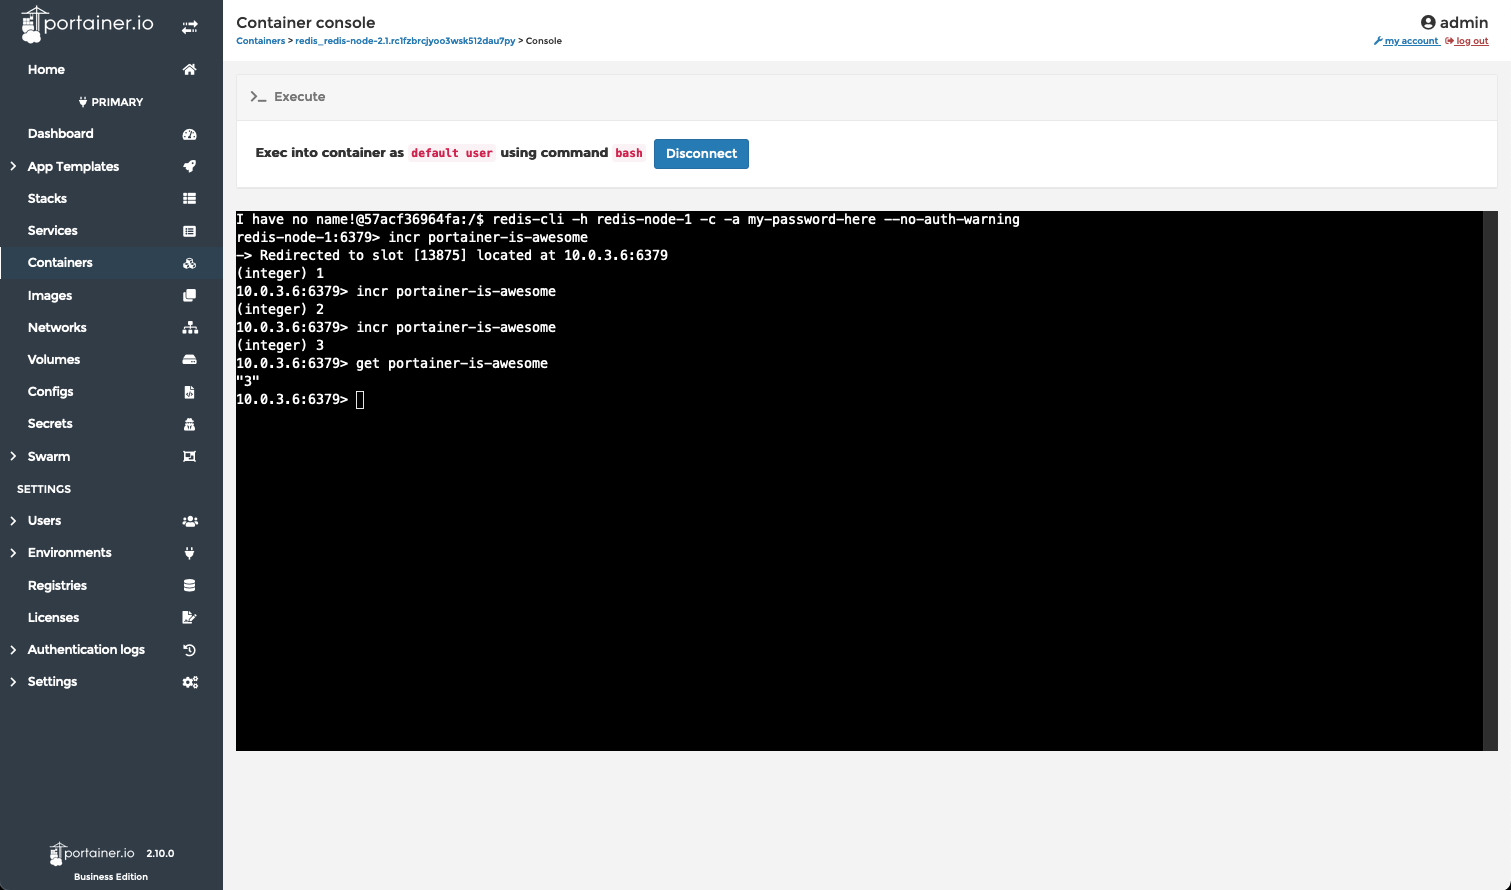 portainer.io
Home
PRIMARY
Dashboard
App Templates
Stacks
Services
Containers
Images
Networks
Volumes
Configs
Secrets
Swarm
SETTINGS
Users
Environments
Registries
Licenses
Authentication logs
Settings
portainer.io 2.10.0
Business Edition
Container console
Containers > redis_redis-node-2.1.rc1fzbrcjyoo3wsk512dau7py > Console
admin
my account log out
>_ Execute
Exec into container as default user using command bash Disconnect
I have no name!@57acf36964fa:/$ redis-cli -h redis-node-1 -c -a my-password-here --no-auth-warning
redis-node-1:6379> incr portainer-is-awesome
-> Redirected to slot [13875] located at 10.0.3.6:6379
(integer) 1
10.0.3.6:6379> incr portainer-is-awesome
(integer) 2
10.0.3.6:6379> incr portainer-is-awesome
(integer) 3
10.0.3.6:6379> get portainer-is-awesome
"3"
10.0.3.6:6379>